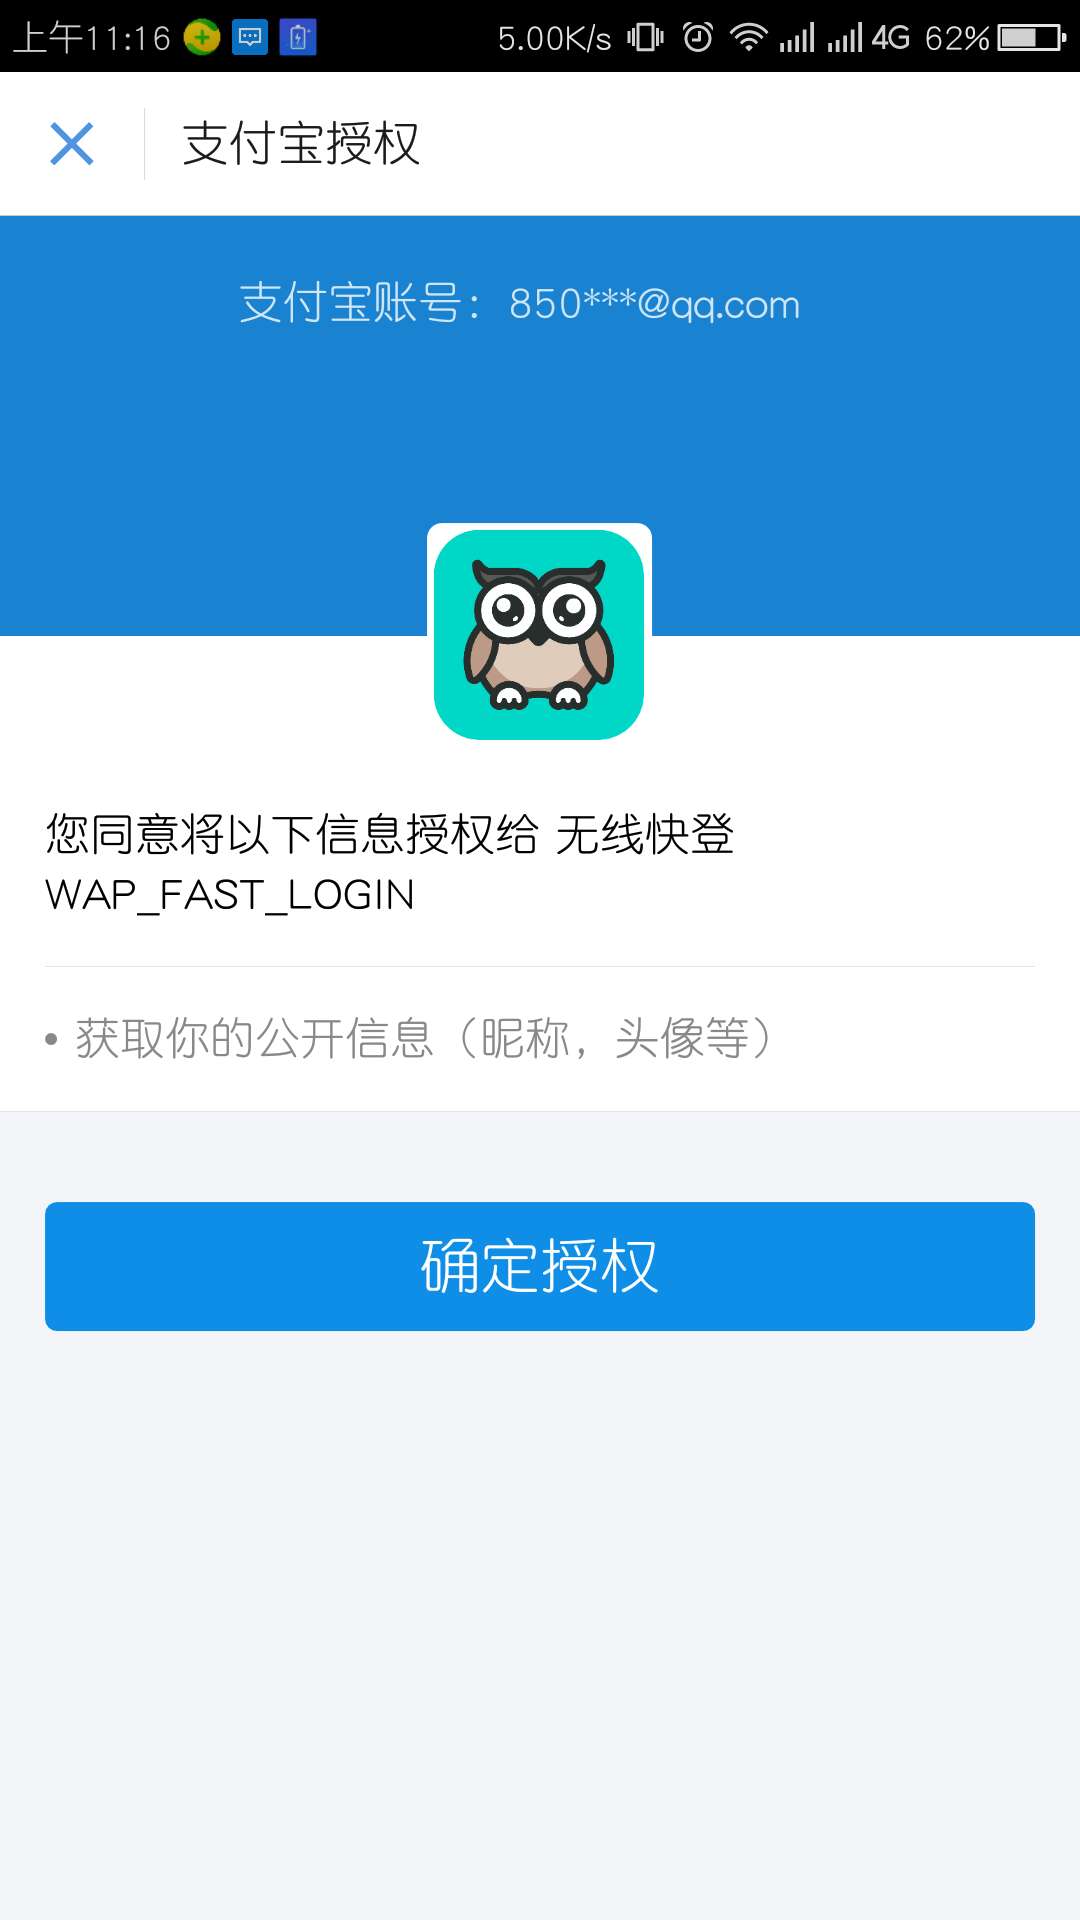 上午11:16 5.00K/s 4G 62%
支付宝授权
支付宝账号：850***@qq.com
您同意将以下信息授权给 无线快登
WAP_FAST_LOGIN
• 获取你的公开信息（昵称，头像等）
确定授权